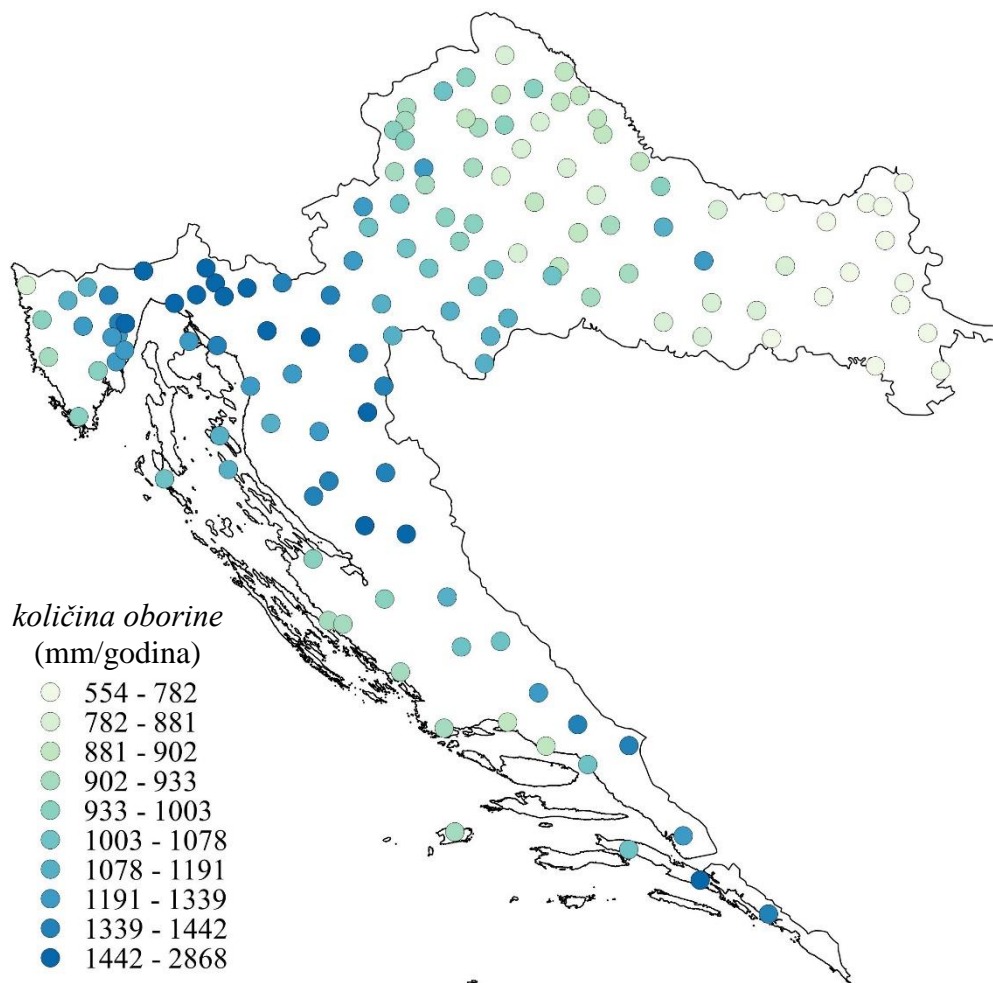 količina oborine
(mm/godina)
554 - 782
782 - 881
881 - 902
902 - 933
933 - 1003
1003 - 1078
1078 - 1191
1191 - 1339
1339 - 1442
1442 - 2868